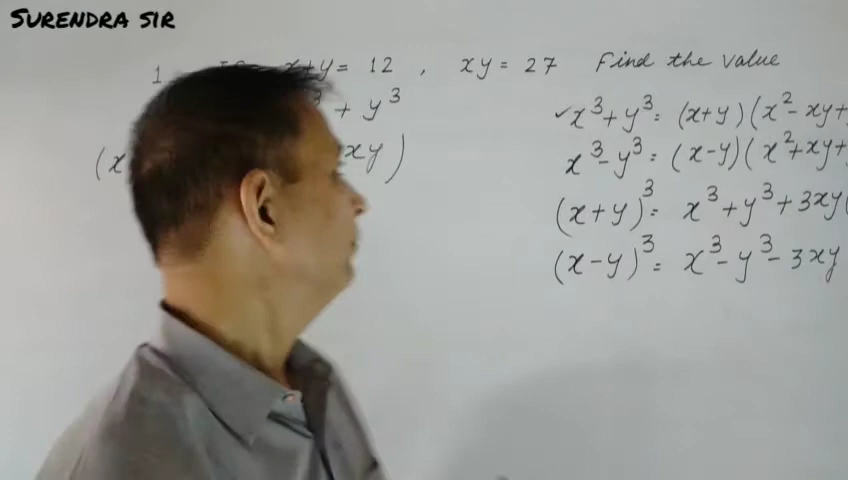 SURENDRA SIR
1 x+y = 12 , xy = 27 Find the value
+ y³
(x xy)
✓x³+y³= (x+y)(x²-xy+
x³-y³= (x-y)(x²+xy+
(x+y)³= x³+y³+3xy(
(x-y)³= x³-y³-3xy